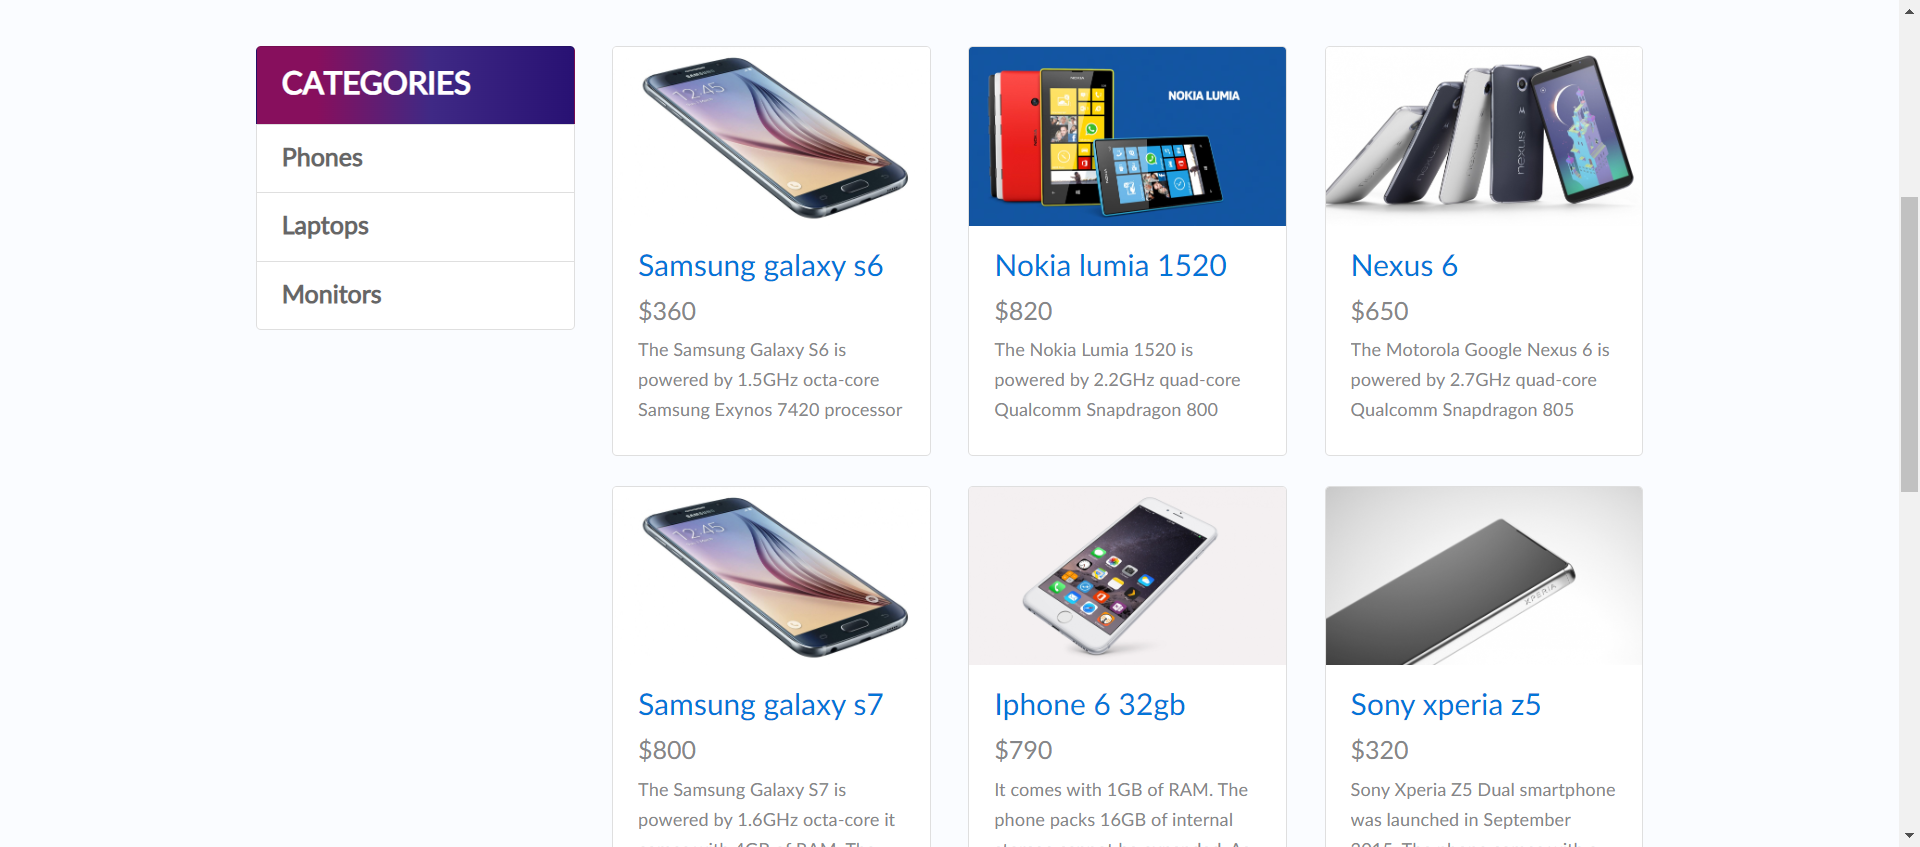 CATEGORIES
Phones
Laptops
Monitors
SAMSUNG
12:45
Samsung galaxy s6
$360
The Samsung Galaxy S6 is
powered by 1.5GHz octa-core
Samsung Exynos 7420 processor
NOKIA
NOKIA LUMIA
Nokia lumia 1520
$820
The Nokia Lumia 1520 is
powered by 2.2GHz quad-core
Qualcomm Snapdragon 800
nexus
Nexus 6
$650
The Motorola Google Nexus 6 is
powered by 2.7GHz quad-core
Qualcomm Snapdragon 805
SAMSUNG
12:45
Samsung galaxy s7
$800
The Samsung Galaxy S7 is
powered by 1.6GHz octa-core it
Iphone 6 32gb
$790
It comes with 1GB of RAM. The
phone packs 16GB of internal
XPERIA
Sony xperia z5
$320
Sony Xperia Z5 Dual smartphone
was launched in September